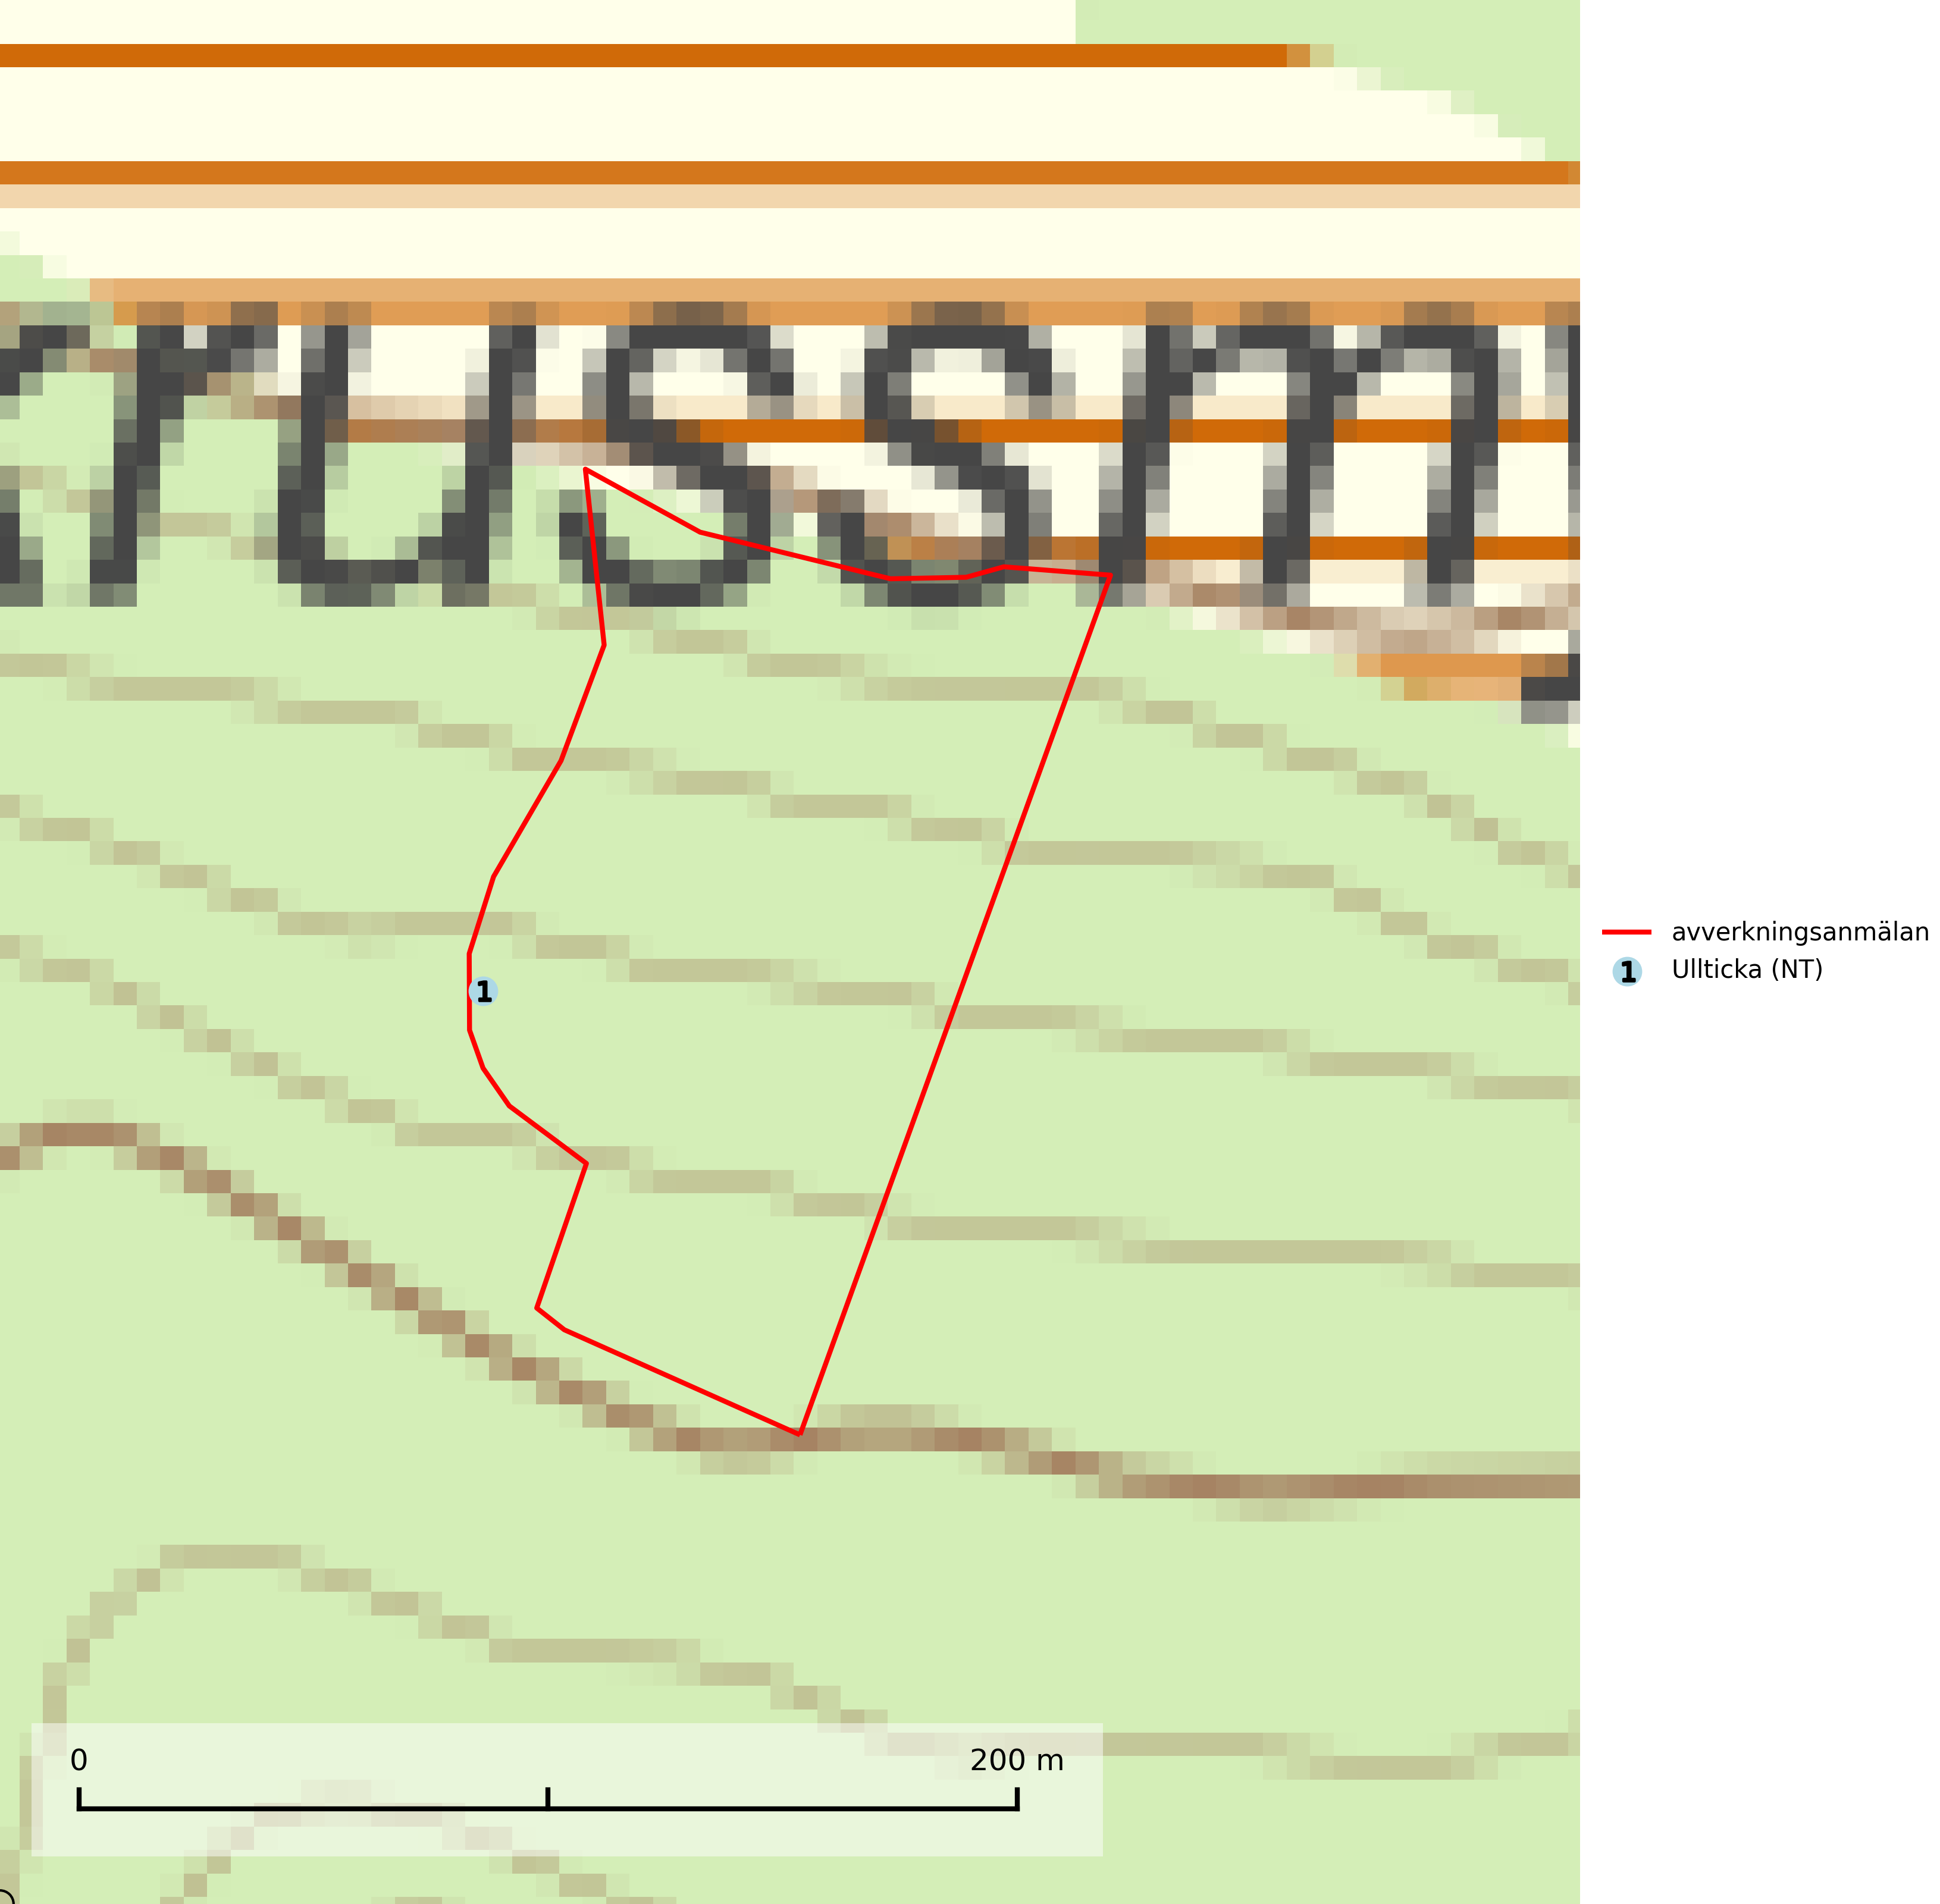 avverkningsanmälan
1 Ullticka (NT)
1
0 200 m